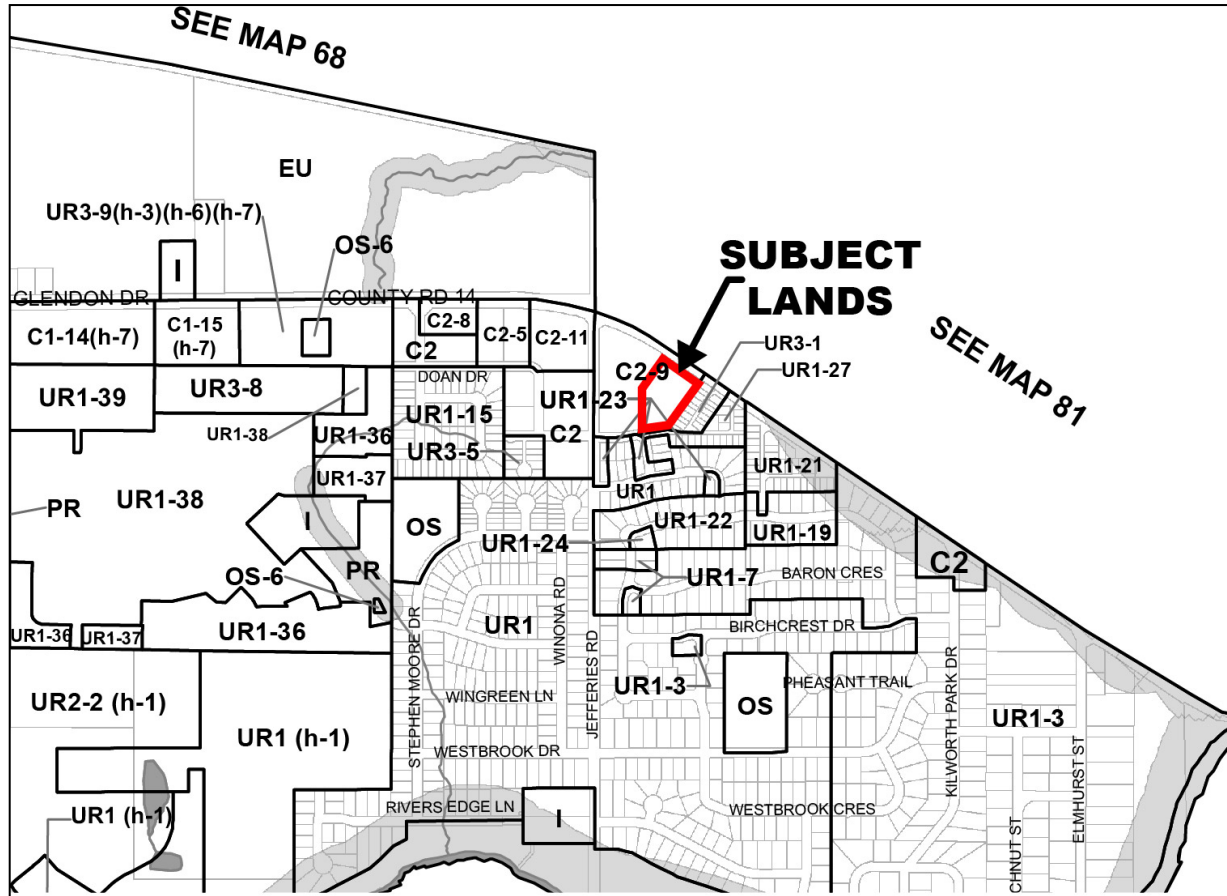 SEE MAP 68
EU
UR3-9(h-3)(h-6)(h-7)
OS-6
I
SUBJECT
LANDS
GLENDON DR
COUNTY RD 14
C1-14(h-7)
C1-15
(h-7)
C2-8
C2-5
C2-11
C2
UR3-1
UR1-27
SEE MAP 81
C2-9
DOAN DR
UR1-39
UR3-8
UR1-38
UR1-15
UR1-23
C2
UR1-36
UR3-5
UR1-37
UR1-21
UR1
PR
UR1-38
I
OS
UR1-22
UR1-24
UR1-19
PR
OS-6
UR1-7
BARON CRES
C2
UR1-36
UR1-37
UR1-36
UR1
STEPHEN MOORE DR
WINONA RD
JEFFERIES RD
BIRCHCREST DR
UR1-3
PHEASANT TRAIL
OS
UR2-2 (h-1)
UR1 (h-1)
WINGREEN LN
WESTBROOK DR
KILWORTH PARK DR
UR1-3
ELMHURST ST
UR1 (h-1)
RIVERS EDGE LN
I
WESTBROOK CRES
CHNUT ST